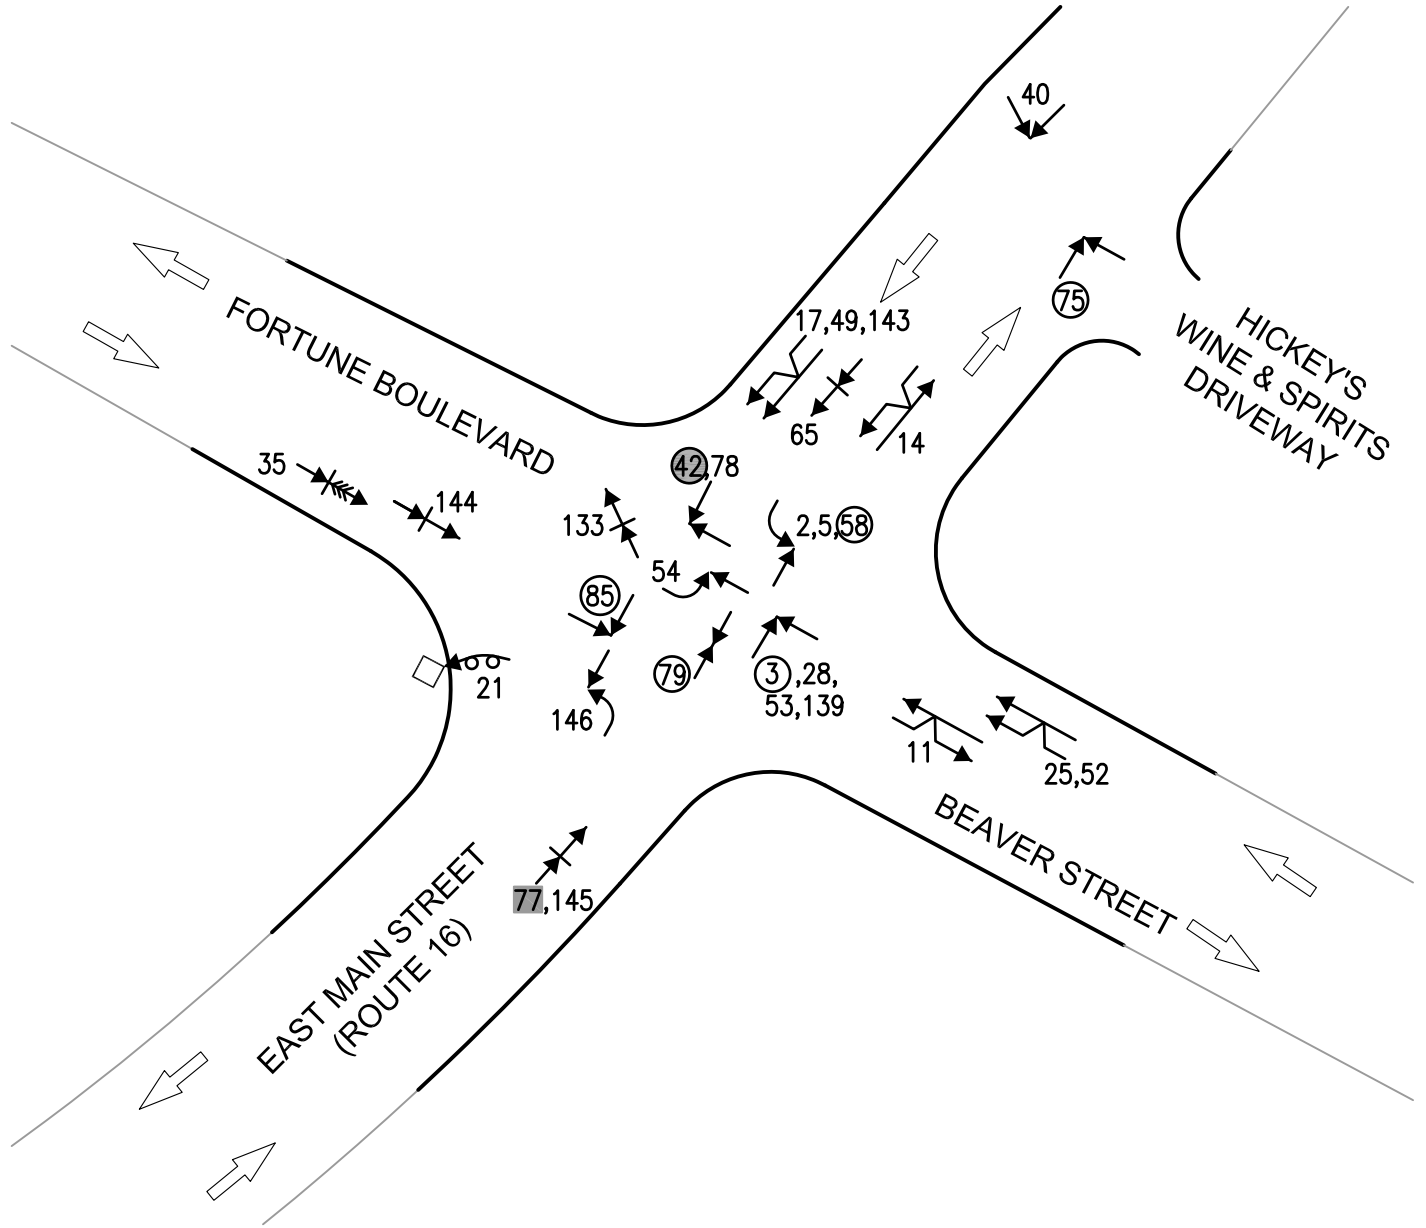 40
75
HICKEY'S
WINE & SPIRITS
DRIVEWAY
17,49,143
65
14
FORTUNE BOULEVARD
35
144
42,78
133
2,5,58
54
85
79
3,28,
53,139
21
146
11
25,52
BEAVER STREET
77,145
EAST MAIN STREET
(ROUTE 16)